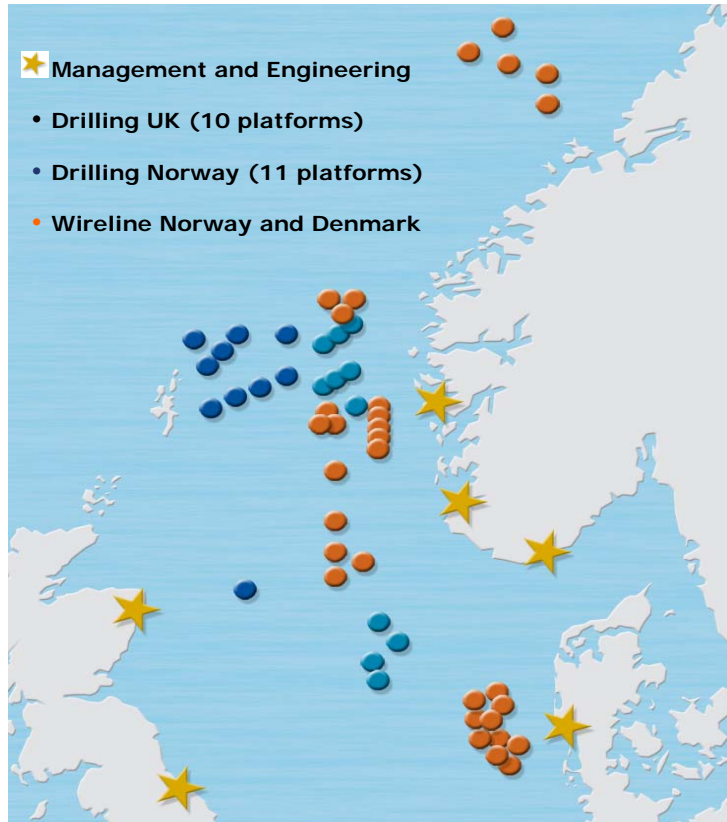 Management and Engineering
• Drilling UK (10 platforms)
• Drilling Norway (11 platforms)
• Wireline Norway and Denmark